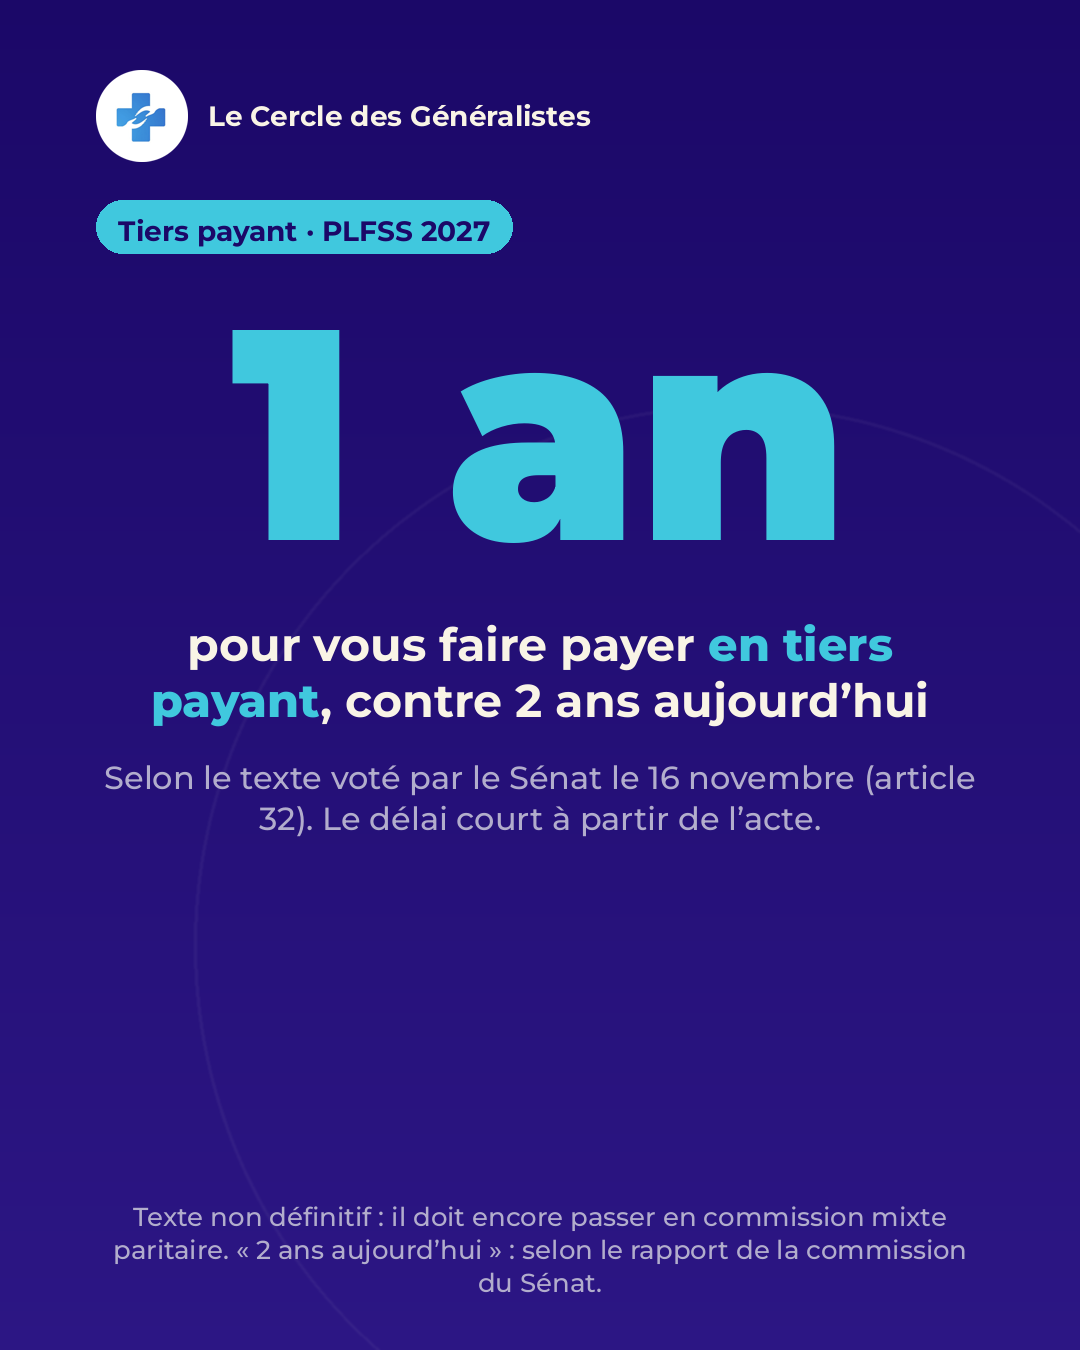 Le Cercle des Généralistes
Tiers payant · PLFSS 2027
1 an
pour vous faire payer en tiers
payant, contre 2 ans aujourd’hui
Selon le texte voté par le Sénat le 16 novembre (article
32). Le délai court à partir de l’acte.
Texte non définitif : il doit encore passer en commission mixte
paritaire. « 2 ans aujourd’hui » : selon le rapport de la commission
du Sénat.